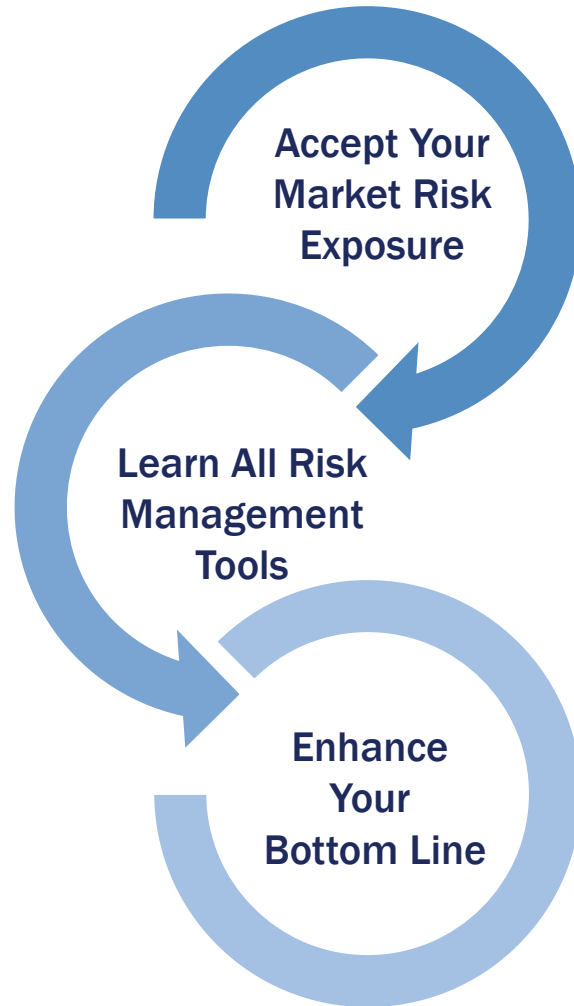 Accept Your
Market Risk
Exposure
Learn All Risk
Management
Tools
Enhance
Your
Bottom Line